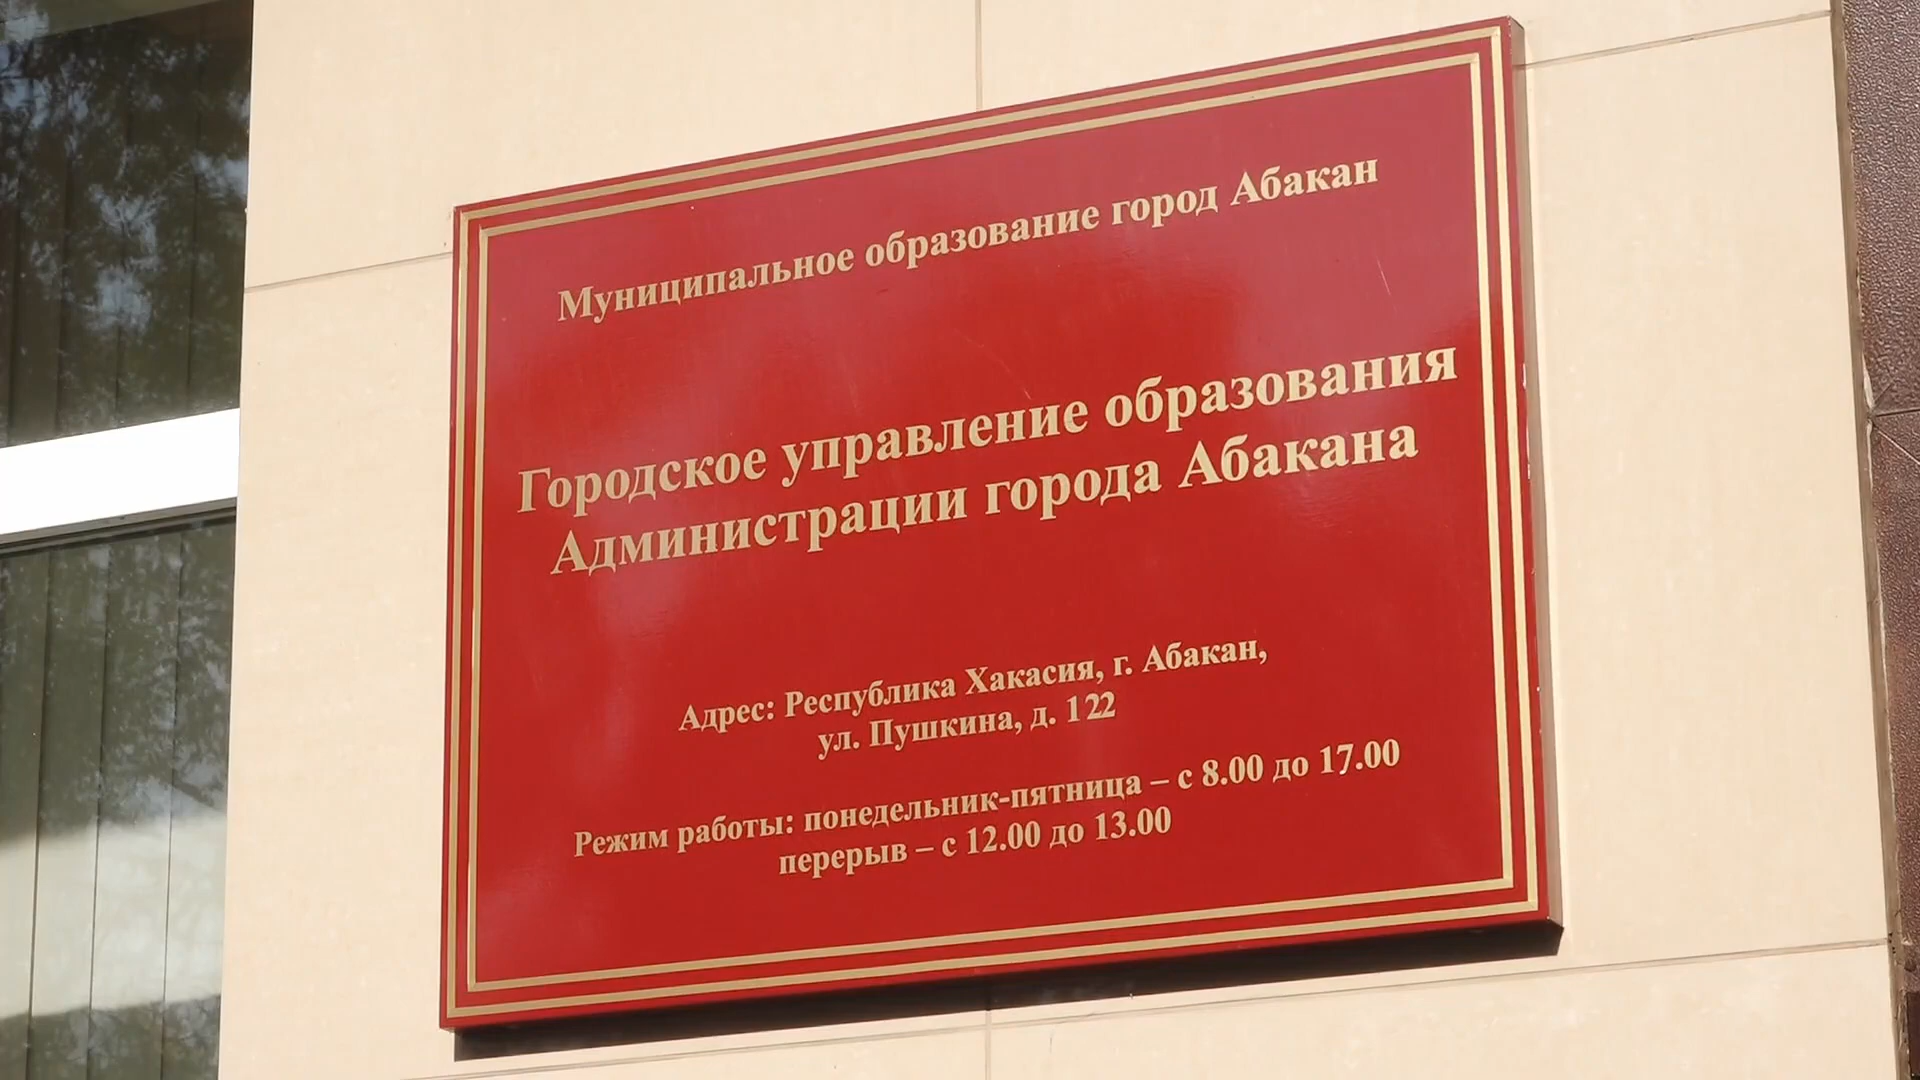 Муниципальное образование город Абакан
Городское управление образования
Администрации города Абакана
Адрес: Республика Хакасия, г. Абакан,
ул. Пушкина, д. 122
Режим работы: понедельник-пятница – с 8.00 до 17.00
перерыв – с 12.00 до 13.00